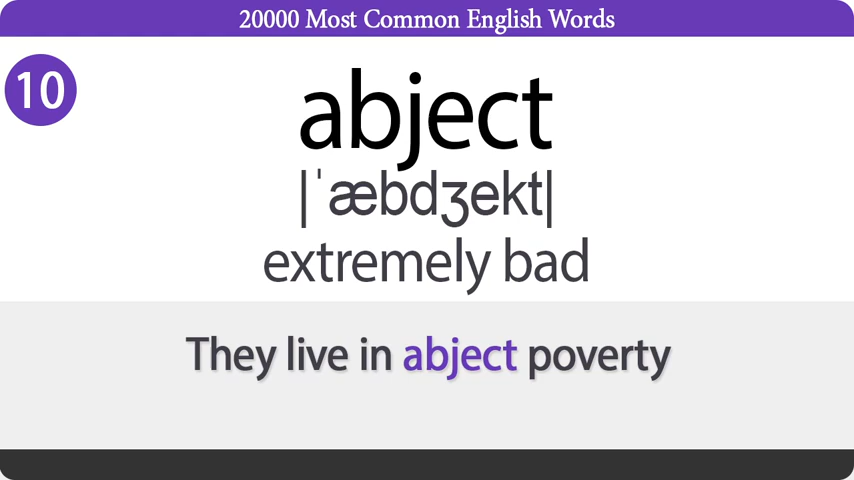 20000 Most Common English Words
10
abject
|ˈæbdʒekt|
extremely bad
They live in abject poverty